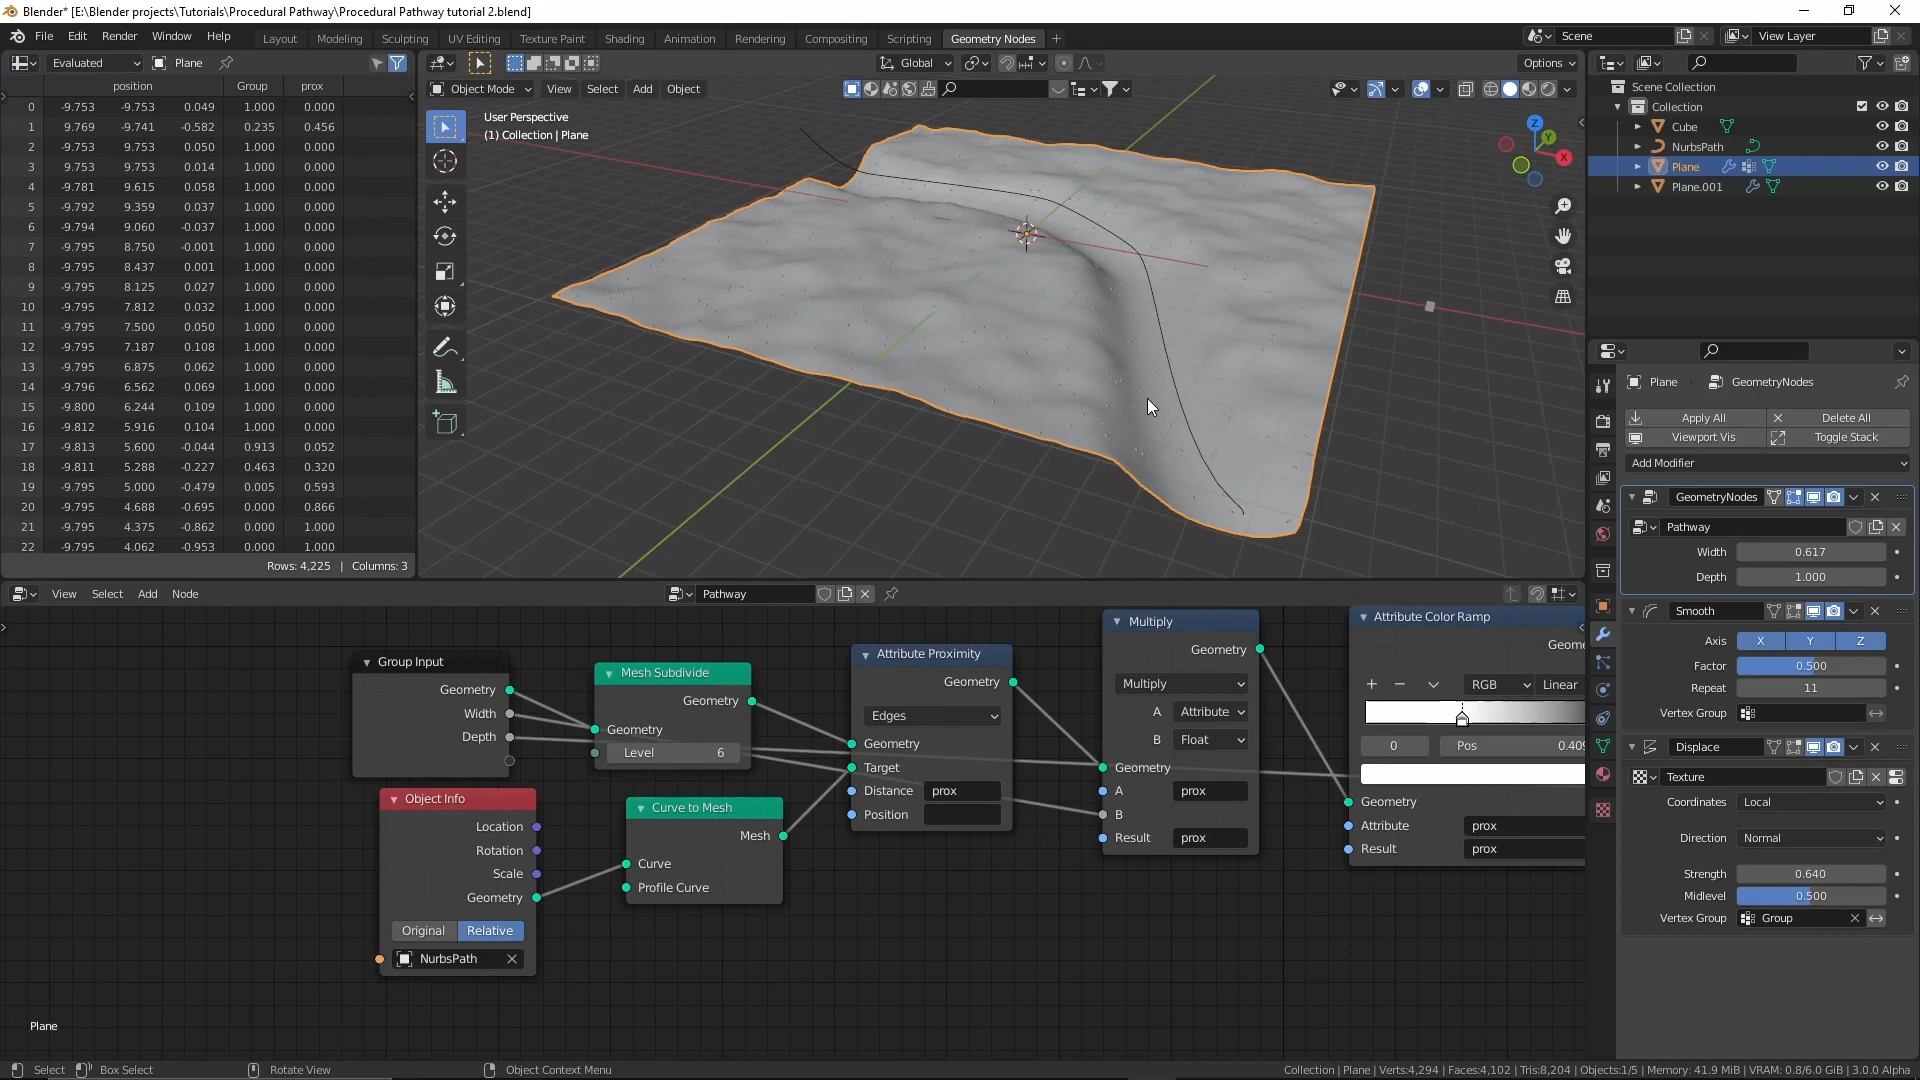 Blender* [E:\Blender projects\Tutorials\Procedural Pathway\Procedural Pathway tutorial 2.blend]
File Edit Render Window Help Layout Modeling Sculpting UV Editing Texture Paint Shading Animation Rendering Compositing Scripting Geometry Nodes + Scene View Layer
Evaluated Plane Global Options
position Group prox
0 -9.753 -9.753 0.049 1.000 0.000
1 9.769 -9.741 -0.582 0.235 0.456
2 -9.753 9.753 0.050 1.000 0.000
3 9.753 9.753 0.014 1.000 0.000
4 -9.781 9.615 0.058 1.000 0.000
5 -9.792 9.359 0.037 1.000 0.000
6 -9.794 9.060 -0.037 1.000 0.000
7 -9.795 8.750 -0.001 1.000 0.000
8 -9.795 8.437 0.001 1.000 0.000
9 -9.795 8.125 0.027 1.000 0.000
10 -9.795 7.812 0.032 1.000 0.000
11 -9.795 7.500 0.050 1.000 0.000
12 -9.795 7.187 0.108 1.000 0.000
13 -9.795 6.875 0.062 1.000 0.000
14 -9.796 6.562 0.069 1.000 0.000
15 -9.800 6.244 0.109 1.000 0.000
16 -9.812 5.916 0.104 1.000 0.000
17 -9.813 5.600 -0.044 0.913 0.052
18 -9.811 5.288 -0.227 0.463 0.320
19 -9.795 5.000 -0.479 0.005 0.593
20 -9.795 4.688 -0.695 0.000 0.866
21 -9.795 4.375 -0.862 0.000 1.000
22 -9.795 4.062 -0.953 0.000 1.000
Rows: 4,225 | Columns: 3
Object Mode View Select Add Object
User Perspective
(1) Collection | Plane
Z
Y
X
Scene Collection
Collection
Cube
NurbsPath
Plane
Plane.001
Plane GeometryNodes
Apply All Delete All
Viewport Vis Toggle Stack
Add Modifier
GeometryNodes
Pathway
Width 0.617
Depth 1.000
Smooth
Axis X Y Z
Factor 0.500
Repeat 11
Vertex Group
Displace
Texture
Coordinates Local
Direction Normal
Strength 0.640
Midlevel 0.500
Vertex Group Group
View Select Add Node Pathway
Group Input
Geometry
Width
Depth
Object Info
Location
Rotation
Scale
Geometry
Original Relative
NurbsPath
Mesh Subdivide
Geometry
Geometry
Level 6
Curve to Mesh
Mesh
Curve
Profile Curve
Attribute Proximity
Geometry
Edges
Geometry
Target
Distance prox
Position
Multiply
Geometry
Multiply
A Attribute
B Float
Geometry
A prox
B
Result prox
Attribute Color Ramp
Geome
+ − RGB Linear
0 Pos 0.409
Geometry
Attribute prox
Result prox
Plane
Select Box Select Rotate View Object Context Menu Collection | Plane | Verts:4,294 | Faces:4,102 | Tris:8,204 | Objects:1/5 | Memory: 41.9 MiB | VRAM: 0.8/6.0 GiB | 3.0.0 Alpha